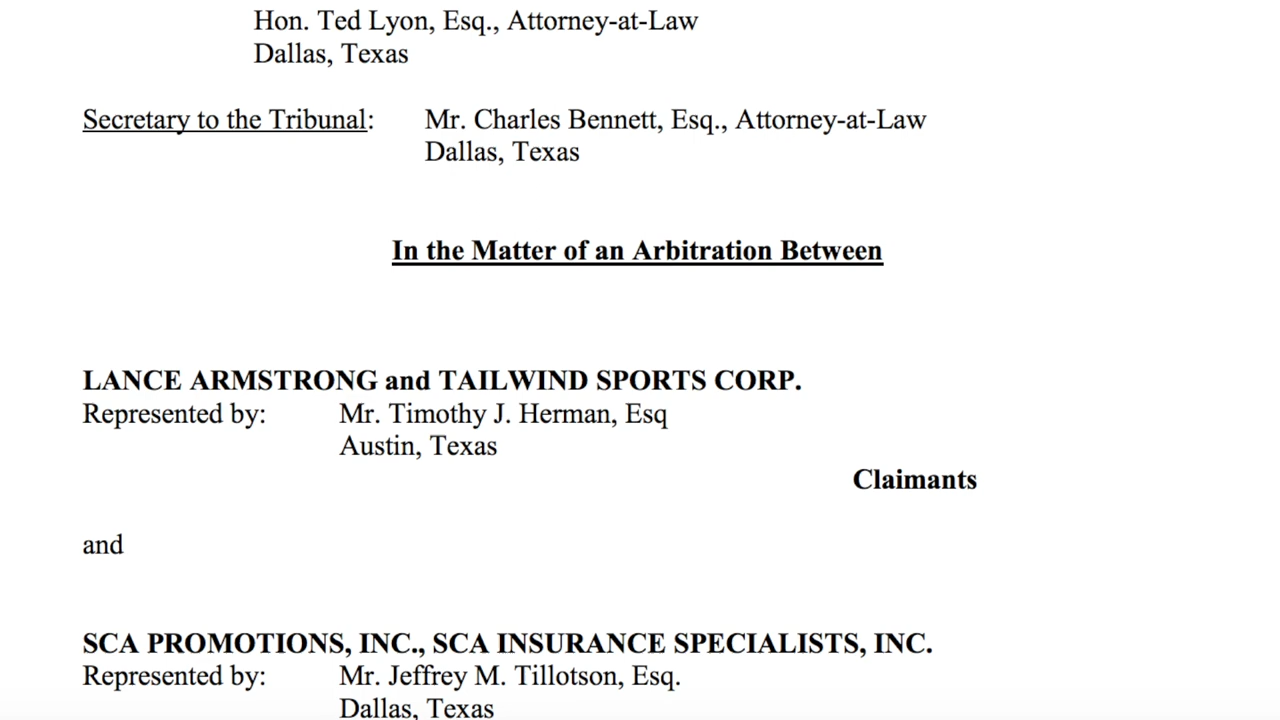 Hon. Ted Lyon, Esq., Attorney-at-Law
Dallas, Texas
Secretary to the Tribunal: Mr. Charles Bennett, Esq., Attorney-at-Law
Dallas, Texas
In the Matter of an Arbitration Between
LANCE ARMSTRONG and TAILWIND SPORTS CORP.
Represented by: Mr. Timothy J. Herman, Esq
Austin, Texas
Claimants
and
SCA PROMOTIONS, INC., SCA INSURANCE SPECIALISTS, INC.
Represented by: Mr. Jeffrey M. Tillotson, Esq.
Dallas, Texas